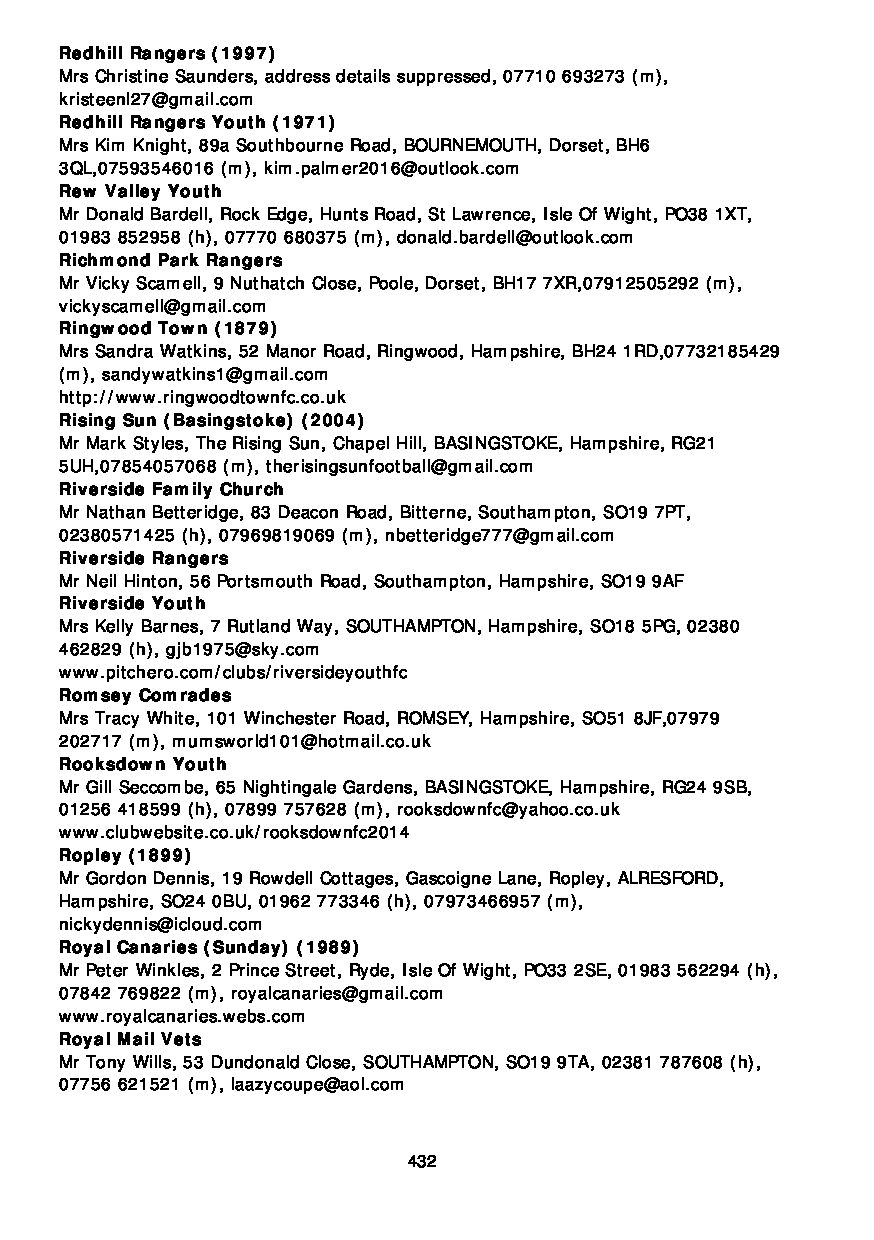 Redhill Rangers (1997)
Mrs Christine Saunders, address details suppressed, 07710 693273 (m),
kristeenl27@gmail.com
Redhill Rangers Youth (1971)
Mrs Kim Knight, 89a Southbourne Road, BOURNEMOUTH, Dorset, BH6
3QL,07593546016 (m), kim.palmer2016@outlook.com
Rew Valley Youth
Mr Donald Bardell, Rock Edge, Hunts Road, St Lawrence, Isle Of Wight, PO38 1XT,
01983 852958 (h), 07770 680375 (m), donald.bardell@outlook.com
Richmond Park Rangers
Mr Vicky Scamell, 9 Nuthatch Close, Poole, Dorset, BH17 7XR,07912505292 (m),
vickyscamell@gmail.com
Ringwood Town (1879)
Mrs Sandra Watkins, 52 Manor Road, Ringwood, Hampshire, BH24 1RD,07732185429
(m), sandywatkins1@gmail.com
http://www.ringwoodtownfc.co.uk
Rising Sun (Basingstoke) (2004)
Mr Mark Styles, The Rising Sun, Chapel Hill, BASINGSTOKE, Hampshire, RG21
5UH,07854057068 (m), therisingsunfootball@gmail.com
Riverside Family Church
Mr Nathan Betteridge, 83 Deacon Road, Bitterne, Southampton, SO19 7PT,
02380571425 (h), 07969819069 (m), nbetteridge777@gmail.com
Riverside Rangers
Mr Neil Hinton, 56 Portsmouth Road, Southampton, Hampshire, SO19 9AF
Riverside Youth
Mrs Kelly Barnes, 7 Rutland Way, SOUTHAMPTON, Hampshire, SO18 5PG, 02380
462829 (h), gjb1975@sky.com
www.pitchero.com/clubs/riversideyouthfc
Romsey Comrades
Mrs Tracy White, 101 Winchester Road, ROMSEY, Hampshire, SO51 8JF,07979
202717 (m), mumsworld101@hotmail.co.uk
Rooksdown Youth
Mr Gill Seccombe, 65 Nightingale Gardens, BASINGSTOKE, Hampshire, RG24 9SB,
01256 418599 (h), 07899 757628 (m), rooksdownfc@yahoo.co.uk
www.clubwebsite.co.uk/rooksdownfc2014
Ropley (1899)
Mr Gordon Dennis, 19 Rowdell Cottages, Gascoigne Lane, Ropley, ALRESFORD,
Hampshire, SO24 0BU, 01962 773346 (h), 07973466957 (m),
nickydennis@icloud.com
Royal Canaries (Sunday) (1989)
Mr Peter Winkles, 2 Prince Street, Ryde, Isle Of Wight, PO33 2SE, 01983 562294 (h),
07842 769822 (m), royalcanaries@gmail.com
www.royalcanaries.webs.com
Royal Mail Vets
Mr Tony Wills, 53 Dundonald Close, SOUTHAMPTON, SO19 9TA, 02381 787608 (h),
07756 621521 (m), laazycoupe@aol.com
432